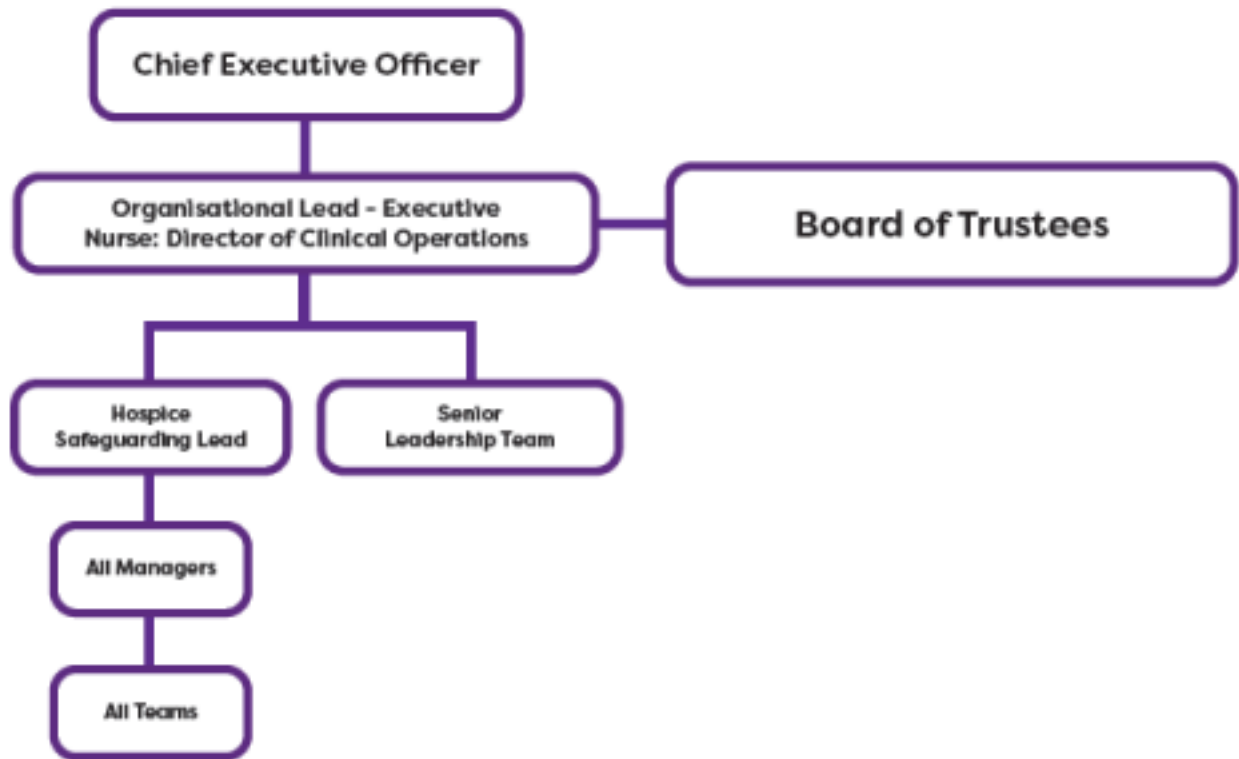 Chief Executive Officer
Organisational Lead - Executive
Nurse: Director of Clinical Operations
Board of Trustees
Hospice
Safeguarding Lead
Senior
Leadership Team
All Managers
All Teams